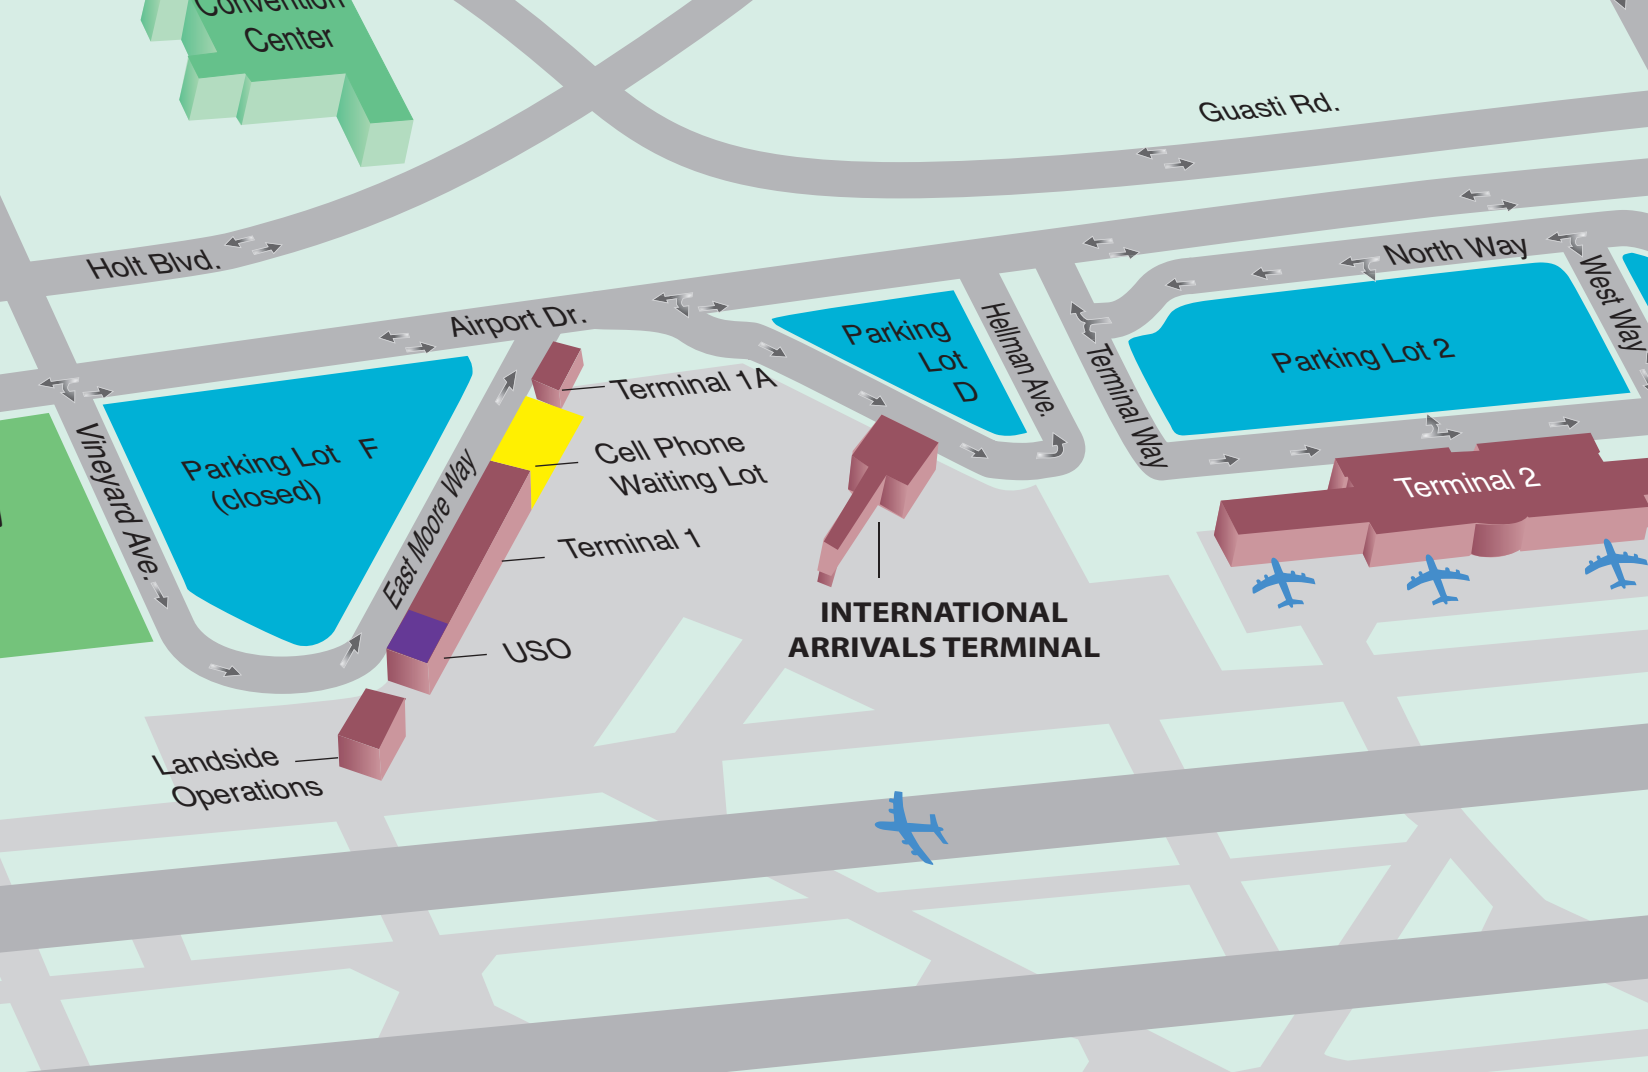 Convention
Center
Guasti Rd.
Holt Blvd.
North Way
West Way
Airport Dr.
Parking
Lot
D
Hellman Ave.
Terminal Way
Parking Lot 2
Terminal 1A
Vineyard Ave.
Parking Lot F
(closed)
East Moore Way
Cell Phone
Waiting Lot
Terminal 2
Terminal 1
INTERNATIONAL
ARRIVALS TERMINAL
USO
Landside
Operations